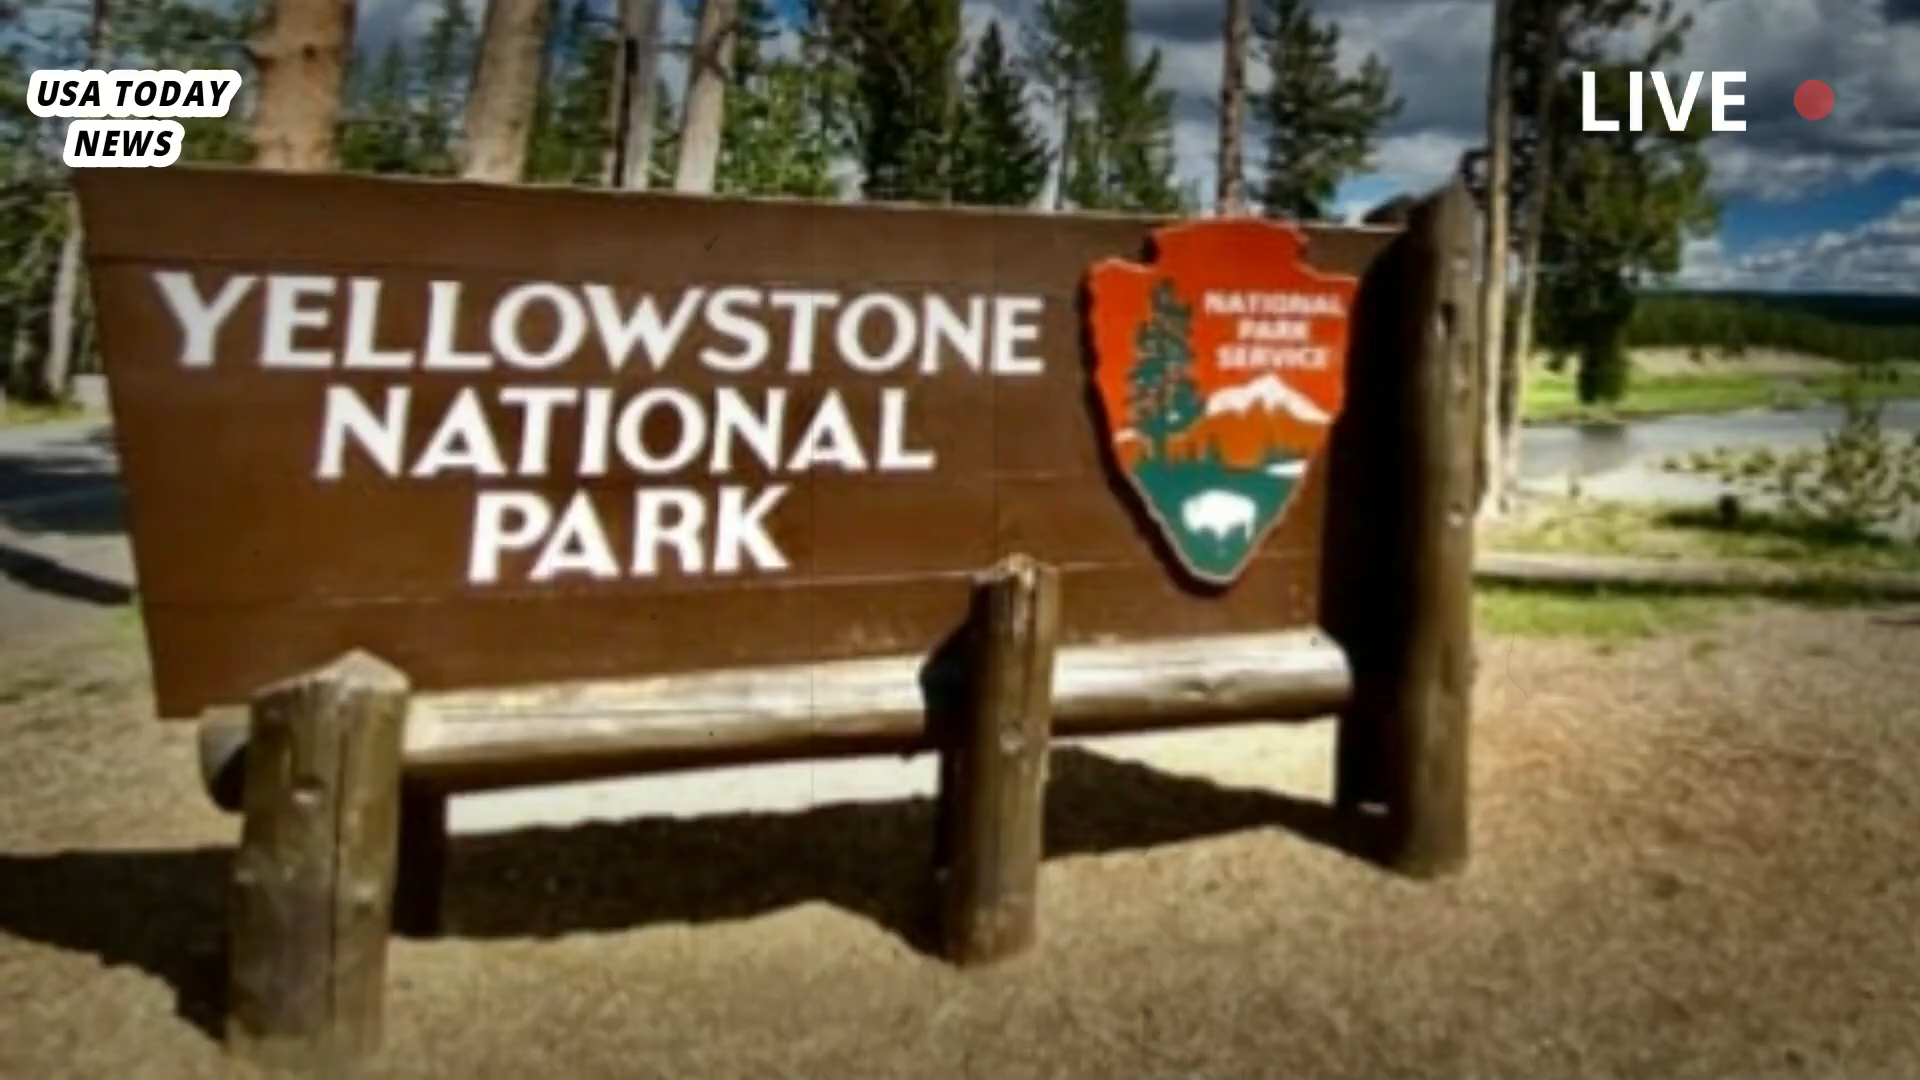 USA TODAY
NEWS
LIVE
YELLOWSTONE
NATIONAL
PARK
NATIONAL
PARK
SERVICE